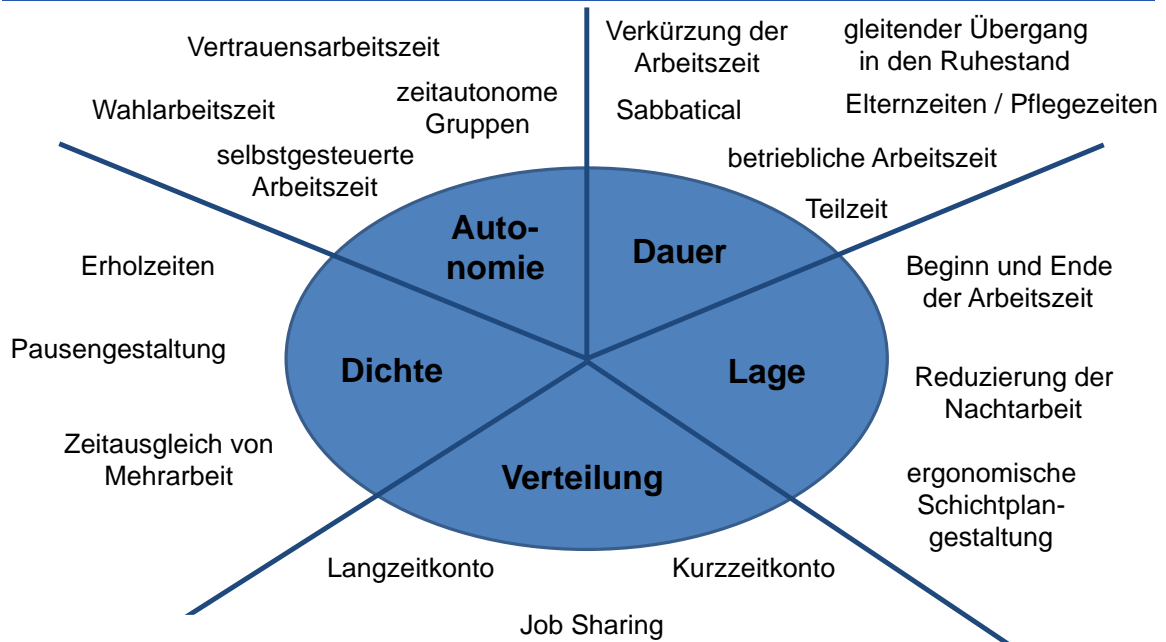 Vertrauensarbeitszeit
Wahlarbeitszeit
zeitautonome
Gruppen
selbstgesteuerte
Arbeitszeit
Verkürzung der
Arbeitszeit
gleitender Übergang
in den Ruhestand
Sabbatical
Elternzeiten / Pflegezeiten
betriebliche Arbeitszeit
Teilzeit
Auto-
nomie
Dauer
Erholzeiten
Beginn und Ende
der Arbeitszeit
Pausengestaltung
Dichte
Lage
Reduzierung der
Nachtarbeit
Zeitausgleich von
Mehrarbeit
Verteilung
ergonomische
Schichtplan-
gestaltung
Langzeitkonto
Kurzzeitkonto
Job Sharing